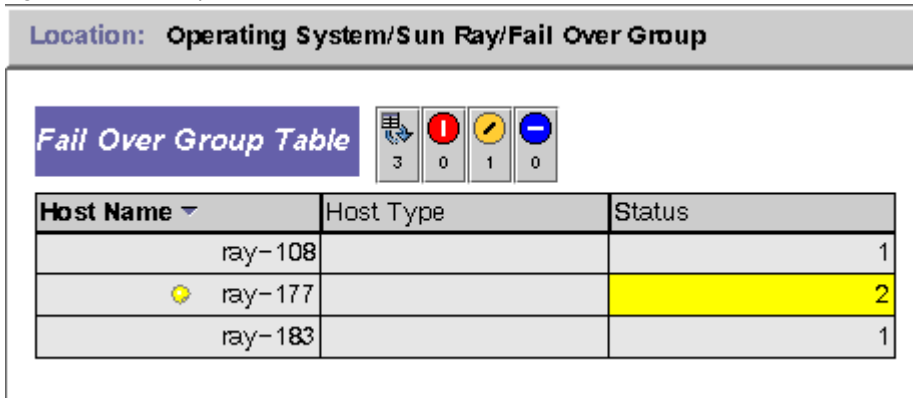 Location: Operating System/Sun Ray/Fail Over Group
Fail Over Group Table 3 0 1 0
Host Name Host Type Status
ray-108 1
ray-177 2
ray-183 1